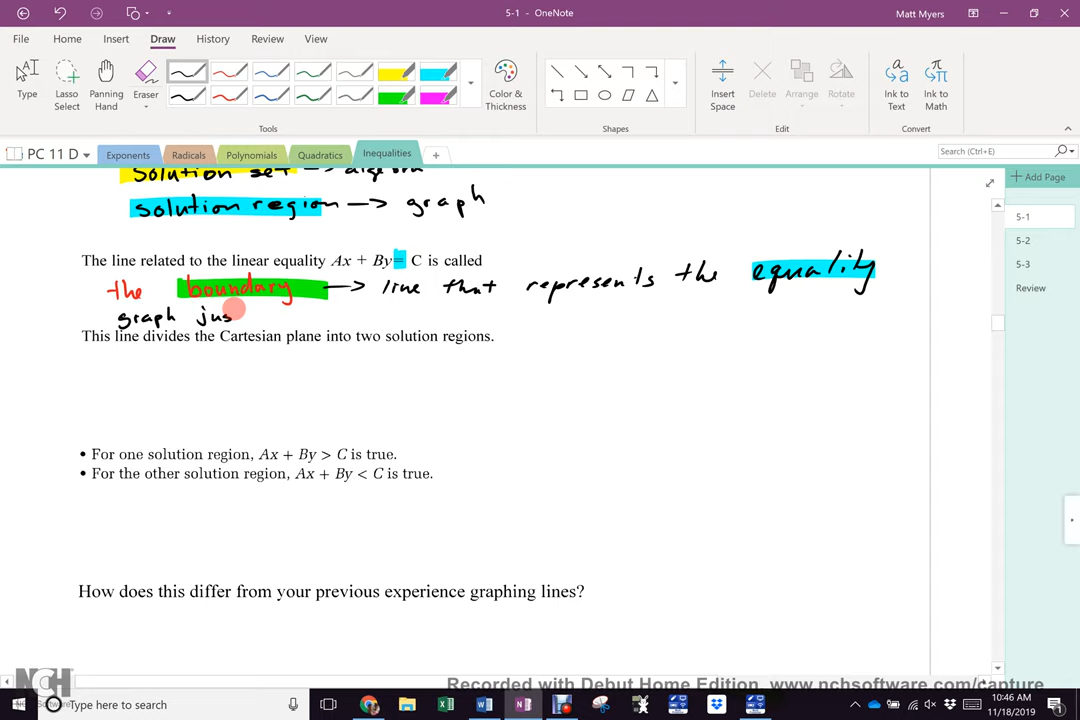 5-1 - OneNote
Matt Myers
File Home Insert Draw History Review View
Type
Lasso Select
Panning Hand
Eraser
Color & Thickness
Insert Space
Delete
Arrange
Rotate
Ink to Text
Ink to Math
Tools
Shapes
Edit
Convert
PC 11 D
Exponents
Radicals
Polynomials
Quadratics
Inequalities
Search (Ctrl+E)
Add Page
5-1
5-2
5-3
Review
solution set → algebra
solution region → graph
The line related to the linear equality Ax + By = C is called
the boundary → line that represents the equality
graph jus
This line divides the Cartesian plane into two solution regions.
• For one solution region, Ax + By > C is true.
• For the other solution region, Ax + By < C is true.
How does this differ from your previous experience graphing lines?
NCH Software
Recorded with Debut Home Edition. www.nchsoftware.com/capture
Type here to search
10:46 AM
11/18/2019